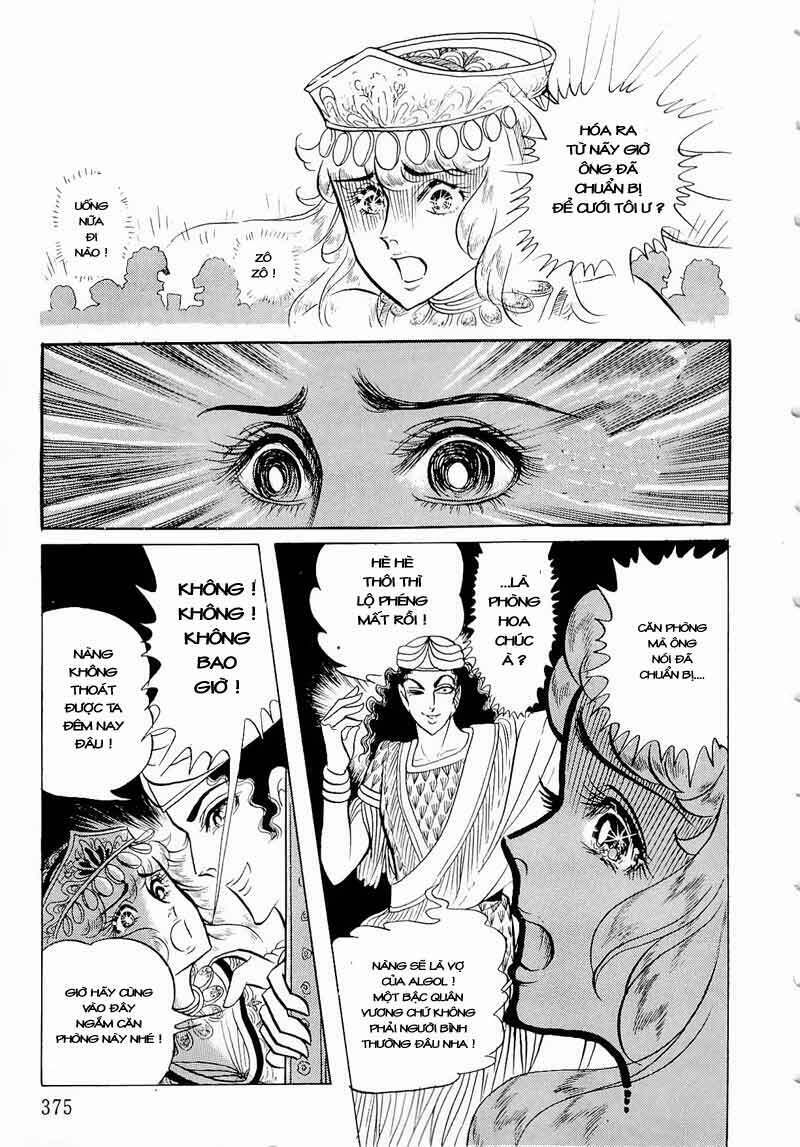 HÓA RA
TỪ NÃY GIỜ
ÔNG ĐÃ
CHUẨN BỊ
ĐỂ CƯỚI TÔI Ư ?
UỐNG
NỮA
ĐI
NÀO !
ZÔ
ZÔ !
CĂN PHÒNG
MÀ ÔNG
NÓI ĐÃ
CHUẨN BỊ....
...LÀ
PHÒNG
HOA
CHÚC
À ?
HÈ HÈ
THÔI THÌ
LỘ PHÉNG
MẤT RỒI !
NÀNG SẼ LÀ VỢ
CỦA ALGOL !
MỘT BẬC QUÂN
VƯƠNG CHỨ KHÔNG
PHẢI NGƯỜI BÌNH
THƯỜNG ĐÂU NHA !
KHÔNG !
KHÔNG !
KHÔNG
BAO
GIỜ !
NÀNG
KHÔNG
THOÁT
ĐƯỢC TA
ĐÊM NAY
ĐÂU !
GIỜ HÃY CÙNG
VÀO ĐÂY
NGẮM CĂN
PHÒNG NÀY NHÉ !
375